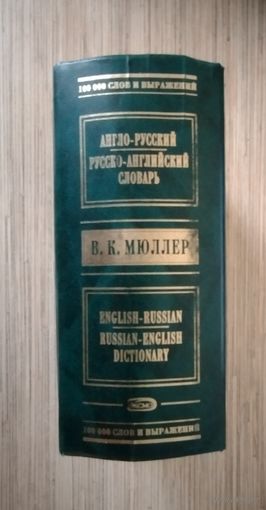 100 000 СЛОВ И ВЫРАЖЕНИЙ
АНГЛО-РУССКИЙ
РУССКО-АНГЛИЙСКИЙ
СЛОВАРЬ
В. К. МЮЛЛЕР
ENGLISH-RUSSIAN
RUSSIAN-ENGLISH
DICTIONARY
ЭКСМО
100 000 СЛОВ И ВЫРАЖЕНИЙ